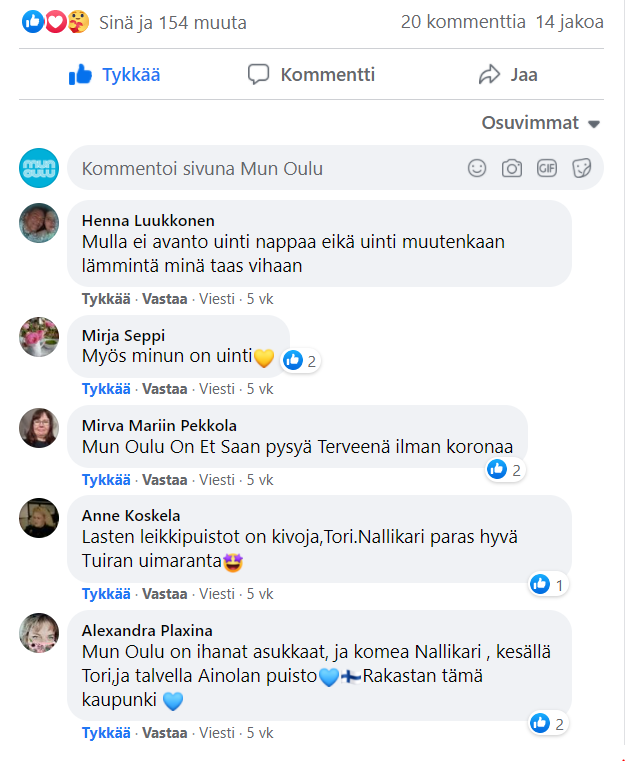 Sinä ja 154 muuta
20 kommenttia 14 jakoa
Tykkää
Kommentti
Jaa
Osuvimmat
mun oulu
Kommentoi sivuna Mun Oulu
GIF
Henna Luukkonen
Mulla ei avanto uinti nappaa eikä uinti muutenkaan
lämmintä minä taas vihaan
Tykkää · Vastaa · Viesti · 5 vk
Mirja Seppi
Myös minun on uinti💛
2
Tykkää · Vastaa · Viesti · 5 vk
Mirva Mariin Pekkola
Mun Oulu On Et Saan pysyä Terveenä ilman koronaa
2
Tykkää · Vastaa · Viesti · 5 vk
Anne Koskela
Lasten leikkipuistot on kivoja,Tori.Nallikari paras hyvä
Tuiran uimaranta🤩
1
Tykkää · Vastaa · Viesti · 5 vk
Alexandra Plaxina
Mun Oulu on ihanat asukkaat, ja komea Nallikari , kesällä
Tori,ja talvella Ainolan puisto💙🇫🇮Rakastan tämä
kaupunki 💙
2
Tykkää · Vastaa · Viesti · 5 vk